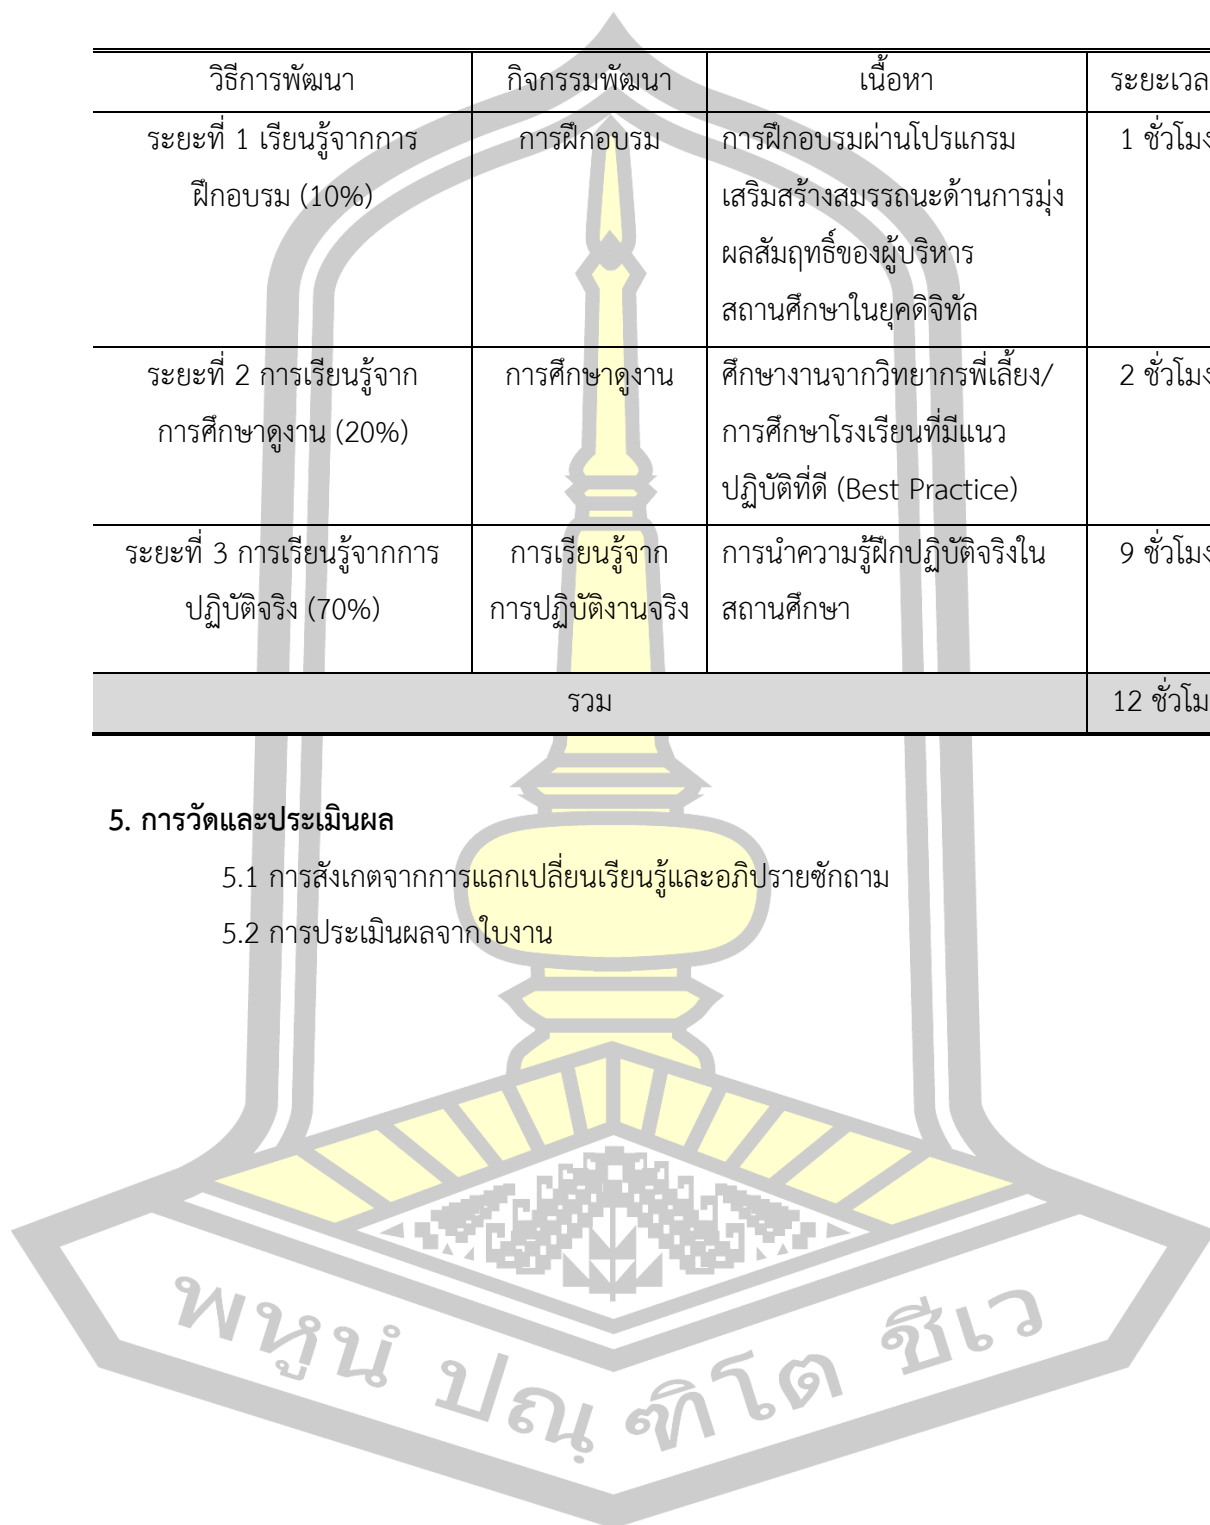 วิธีการพัฒนา กิจกรรมพัฒนา เนื้อหา ระยะเวล
ระยะที่ 1 เรียนรู้จากการ การฝึกอบรม การฝึกอบรมผ่านโปรแกรม 1 ชั่วโมง
ฝึกอบรม (10%) เสริมสร้างสมรรถนะด้านการมุ่ง
ผลสัมฤทธิ์ของผู้บริหาร
สถานศึกษาในยุคดิจิทัล
ระยะที่ 2 การเรียนรู้จาก การศึกษาดูงาน ศึกษางานจากวิทยากรพี่เลี้ยง/ 2 ชั่วโมง
การศึกษาดูงาน (20%) การศึกษาโรงเรียนที่มีแนว
ปฏิบัติที่ดี (Best Practice)
ระยะที่ 3 การเรียนรู้จากการ การเรียนรู้จาก การนำความรู้ฝึกปฏิบัติจริงใน 9 ชั่วโมง
ปฏิบัติจริง (70%) การปฏิบัติงานจริง สถานศึกษา
รวม 12 ชั่วโม
5. การวัดและประเมินผล
5.1 การสังเกตจากการแลกเปลี่ยนเรียนรู้และอภิปรายซักถาม
5.2 การประเมินผลจากใบงาน
พหูนํ ปณฺ ฑิโต ชีเว